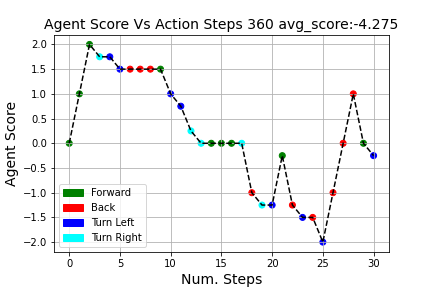 Agent Score Vs Action Steps 360 avg_score:-4.275
2.0
1.5
1.0
0.5
0.0
−0.5
−1.0
−1.5
−2.0
Agent Score
Forward
Back
Turn Left
Turn Right
0 5 10 15 20 25 30
Num. Steps